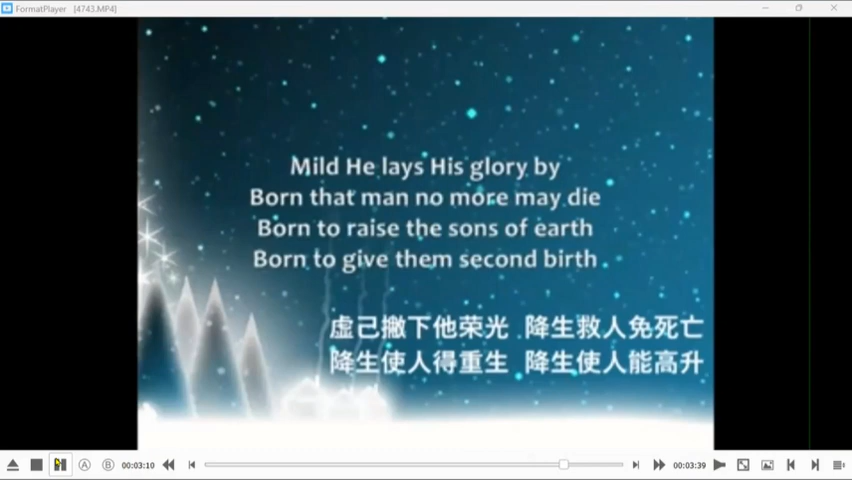 FormatPlayer [4743.MP4]
Mild He lays His glory by
Born that man no more may die
Born to raise the sons of earth
Born to give them second birth
虚己撇下他荣光 降生救人免死亡
降生使人得重生 降生使人能高升
A B 00:03:10 00:03:39